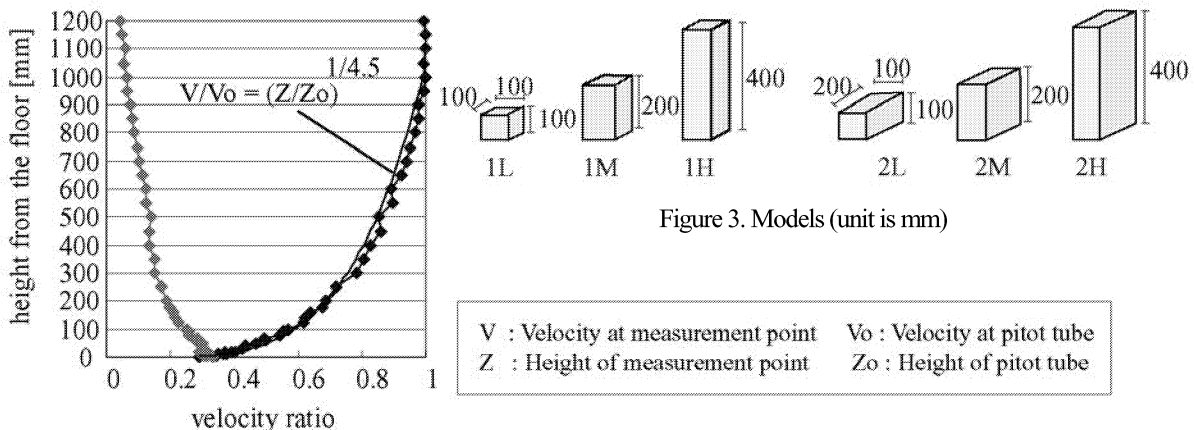 height from the floor [mm]
1200
1100
1000
900
800
700
600
500
400
300
200
100
0
V/Vo = (Z/Zo)
1/4.5
0 0.2 0.4 0.6 0.8 1
velocity ratio
100 100 100 1L
200 1M
400 1H
200 100 100 2L
200 2M
400 2H
Figure 3. Models (unit is mm)
V : Velocity at measurement point Vo : Velocity at pitot tube
Z : Height of measurement point Zo : Height of pitot tube